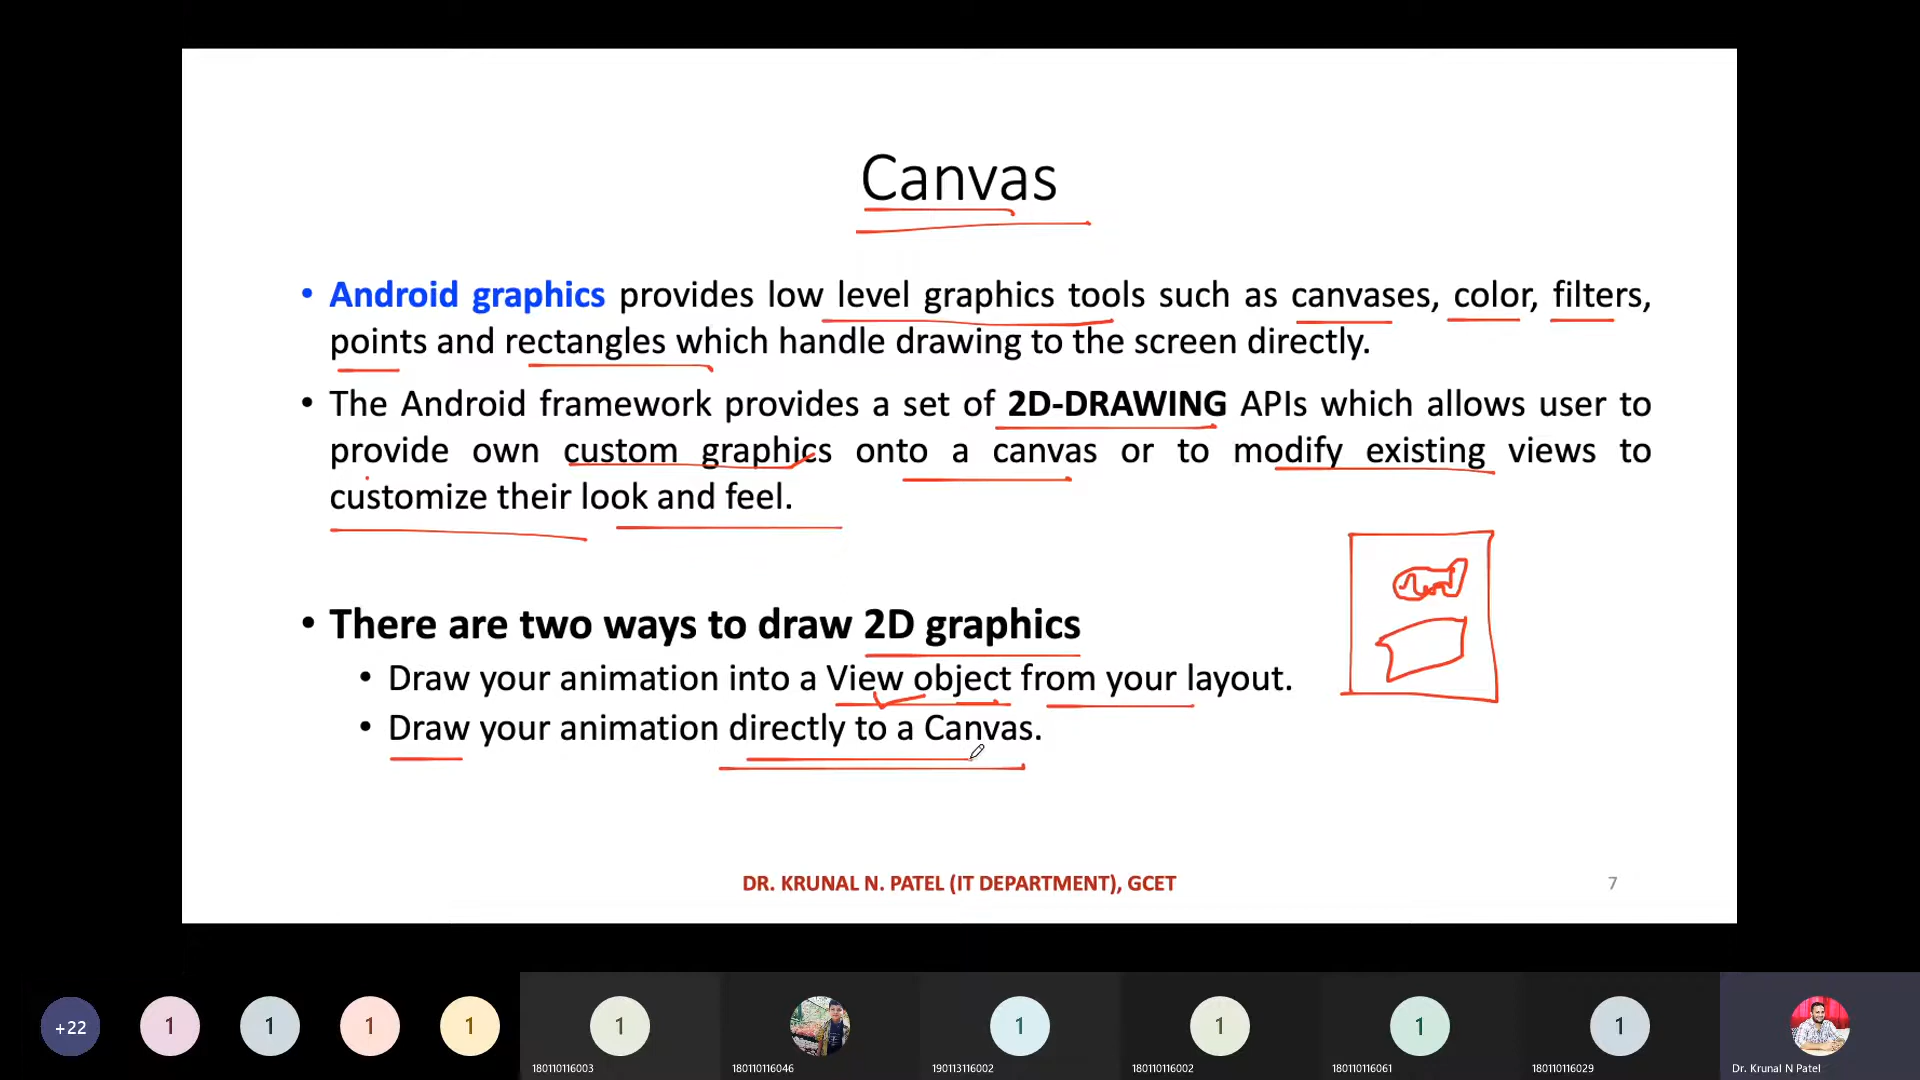 Canvas
• Android graphics provides low level graphics tools such as canvases, color, filters,
points and rectangles which handle drawing to the screen directly.
• The Android framework provides a set of 2D-DRAWING APIs which allows user to
provide own custom graphics onto a canvas or to modify existing views to
customize their look and feel.
• There are two ways to draw 2D graphics
• Draw your animation into a View object from your layout.
• Draw your animation directly to a Canvas.
DR. KRUNAL N. PATEL (IT DEPARTMENT), GCET
7
+22 1 1 1 1 1 1 1 1 1
180110116003 180110116046 190113116002 180110116002 180110116061 180110116029 Dr. Krunal N Patel